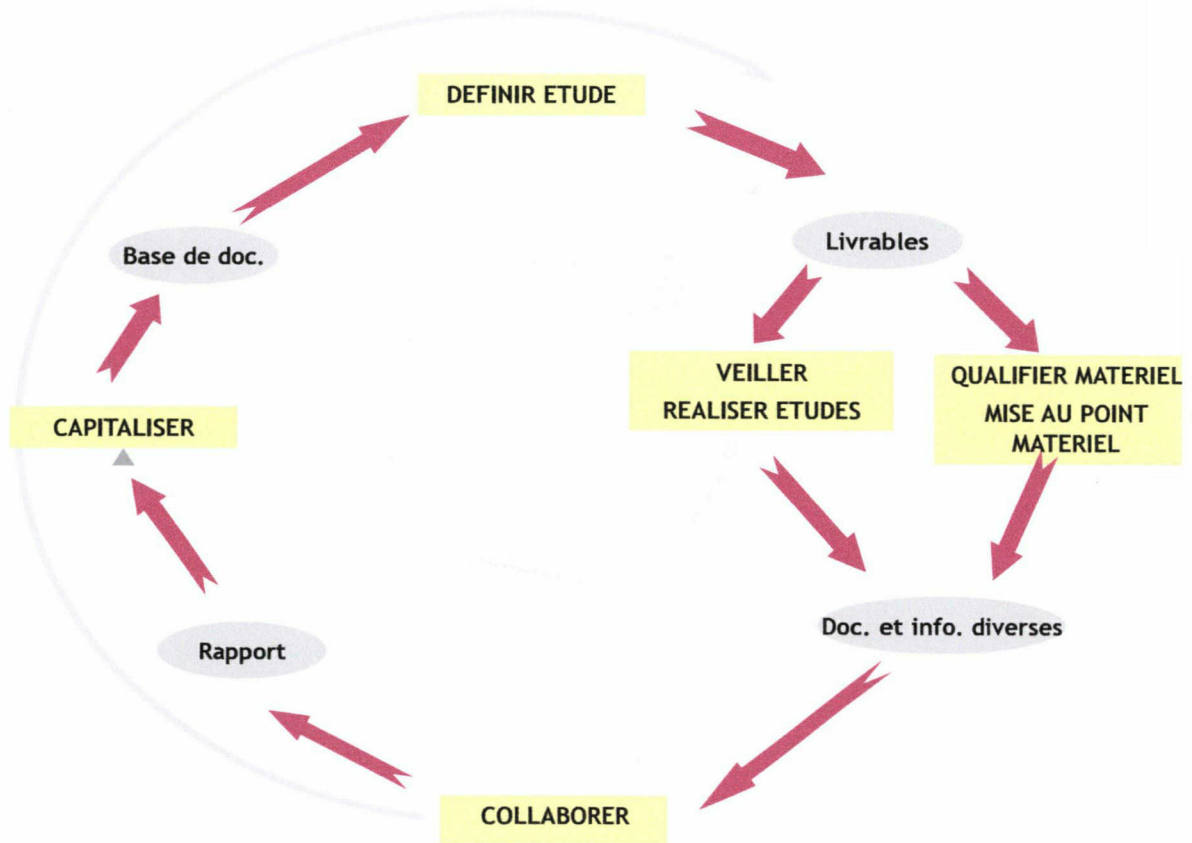 DEFINIR ETUDE
Base de doc.
Livrables
VEILLER
REALISER ETUDES
QUALIFIER MATERIEL
MISE AU POINT
MATERIEL
CAPITALISER
Doc. et info. diverses
Rapport
COLLABORER